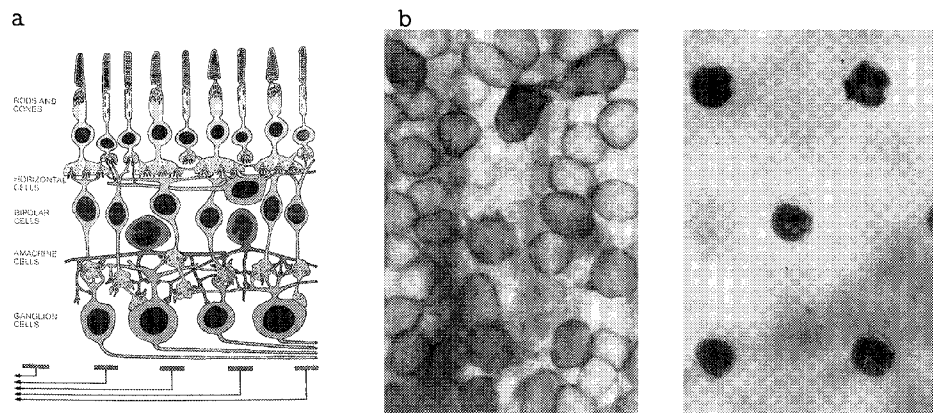 a
b
RODS AND
CONES
HORIZONTAL
CELLS
BIPOLAR
CELLS
AMACRINE
CELLS
GANGLION
CELLS